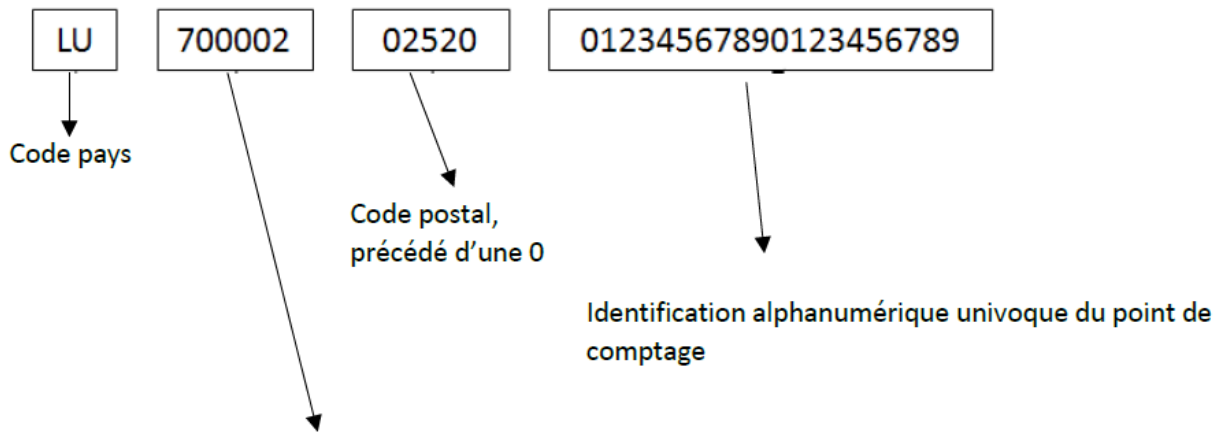 LU 700002 02520 01234567890123456789
Code pays
Code postal,
précédé d’une 0
Identification alphanumérique univoque du point de
comptage